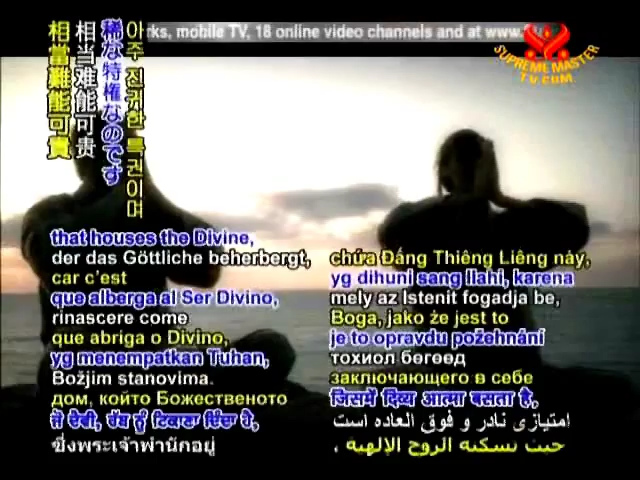 rks, mobile TV, 18 online video channels and at www.
SUPREME MASTER
TV.COM
相當難能可貴
相当难能可贵
稀な特権なのです
아주 진귀한 특권이며
that houses the Divine,
der das Göttliche beherbergt,
car c'est
que alberga al Ser Divino,
rinascere come
que abriga o Divino,
yg menempatkan Tuhan,
Božjim stanovima.
дом, който Божественото
ਰੱਬ ਨੂੰ ਟਿਕਾਣਾ ਦਿੰਦਾ ਹੈ,
ซึ่งพระเจ้าพำนักอยู่
chứa Đấng Thiêng Liêng này,
yg dihuni sang Ilahi, karena
mely az Istenit fogadja be,
Boga, jako że jest to
je to opravdu požehnání
тохиол бөгөөд
заключающего в себе
जिसमें दिव्य आत्मा बसता है,
امتیازی نادر و فوق العاده است
حيث تسكنه الروح الإلهية ،